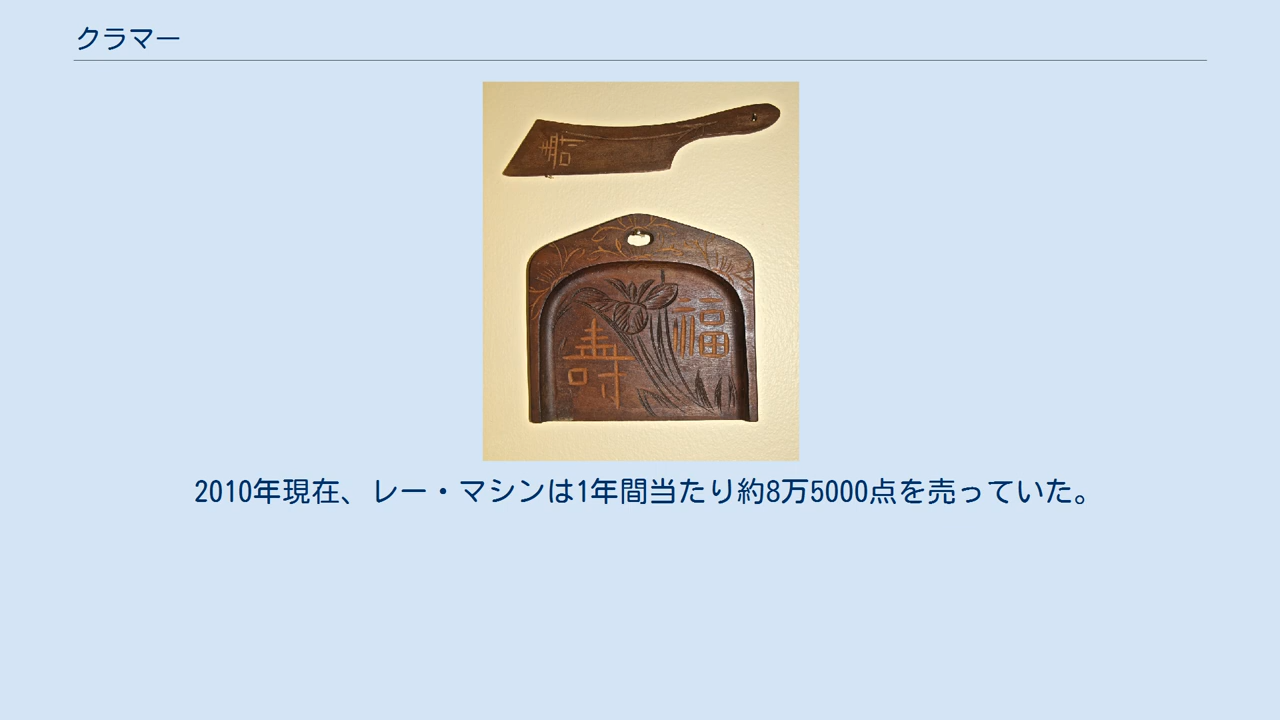 クラマー
寿
寿 福
2010年現在、レー・マシンは1年間当たり約8万5000点を売っていた。